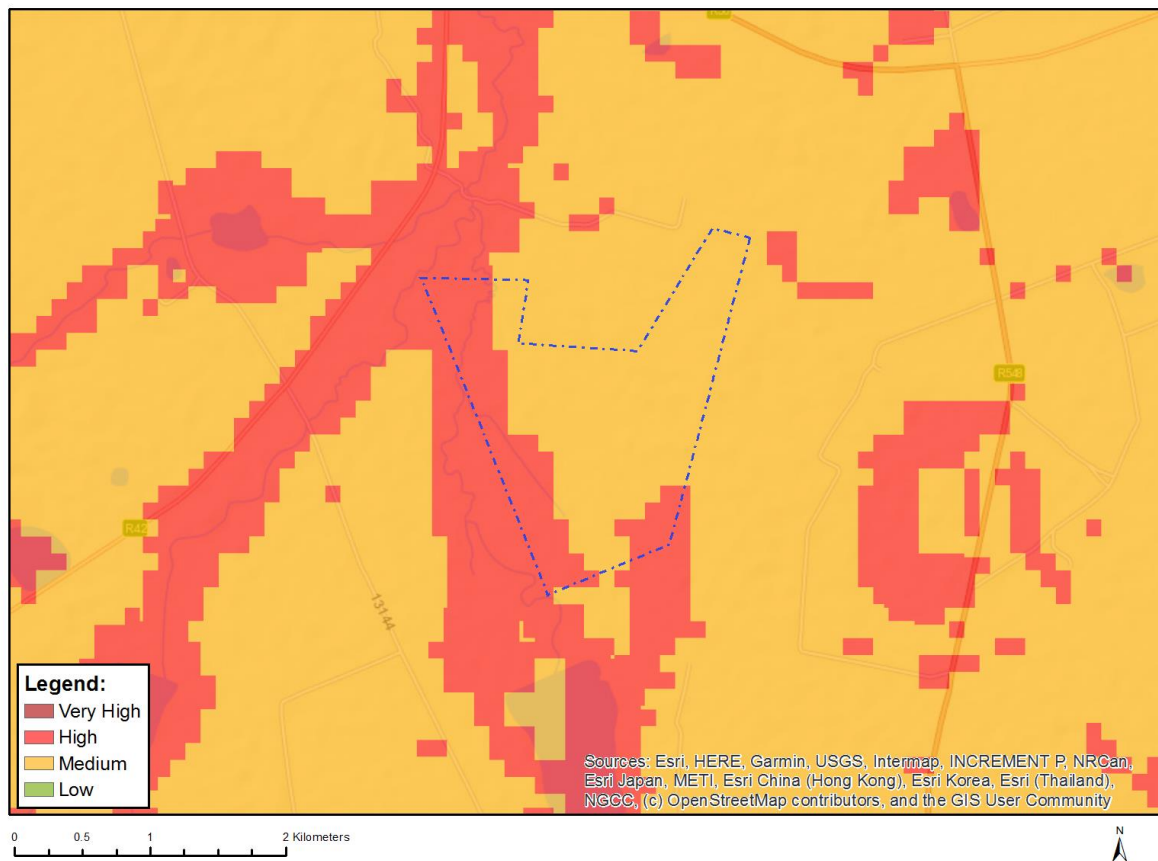 R548
R42
13144
Legend:
Very High
High
Medium
Low
Sources: Esri, HERE, Garmin, USGS, Intermap, INCREMENT P, NRCan,
Esri Japan, METI, Esri China (Hong Kong), Esri Korea, Esri (Thailand),
NGCC, (c) OpenStreetMap contributors, and the GIS User Community
0 0.5 1 2 Kilometers
N